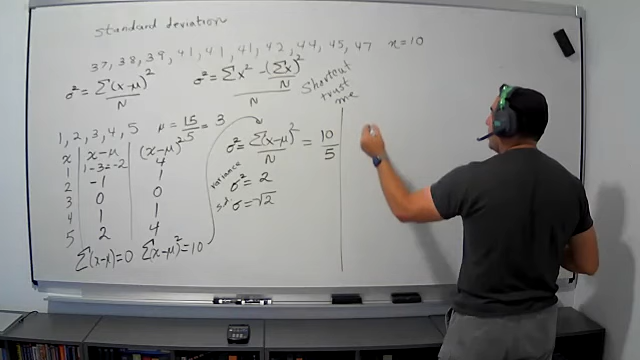 standard deviation
37, 38, 39, 41, 41, 41, 42, 44, 45, 47 n=10
σ² = Σ(x-μ)² / N
σ² = Σx² - (Σx)² / N / N
Shortcut
trust
me
1, 2, 3, 4, 5 μ = 15/5 = 3
x | x-μ | (x-μ)²
1 | 1-3=-2 | 4
2 | -1 | 1
3 | 0 | 0
4 | 1 | 1
5 | 2 | 4
Σ(x-μ)=0 Σ(x-μ)²=10
σ² = Σ(x-μ)² / N = 10/5
variance σ² = 2
s.d σ = √2